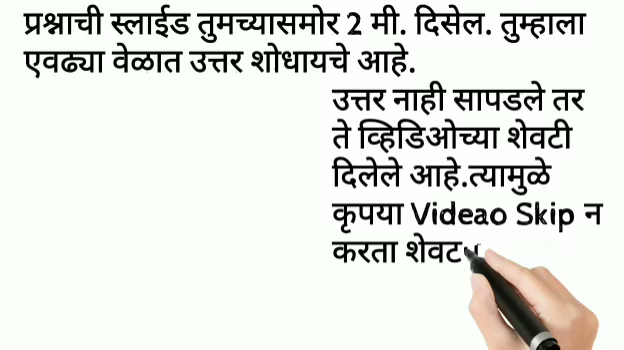 प्रश्नाची स्लाईड तुमच्यासमोर 2 मी. दिसेल. तुम्हाला
एवढ्या वेळात उत्तर शोधायचे आहे.
उत्तर नाही सापडले तर
ते व्हिडिओच्या शेवटी
दिलेले आहे.त्यामुळे
कृपया Videao Skip न
करता